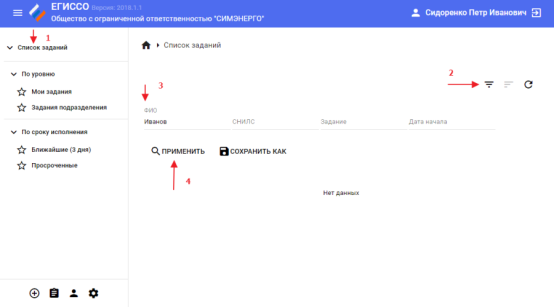 ЕГИССО Версия: 2018.1.1
Общество с ограниченной ответственностью "СИМЭНЕРГО"
Сидоренко Петр Иванович
1
Список заданий
Список заданий
По уровню
Мои задания
Задания подразделения
По сроку исполнения
Ближайшие (3 дня)
Просроченные
2
3
ФИО
Иванов
СНИЛС
Задание
Дата начала
ПРИМЕНИТЬ
СОХРАНИТЬ КАК
4
Нет данных